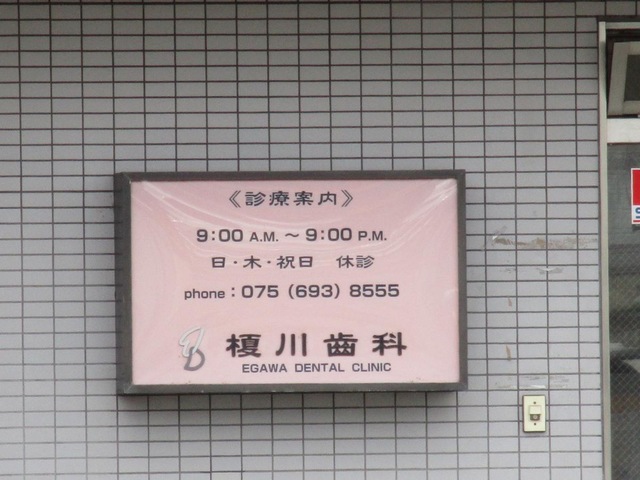 《診療案内》
9:00 A.M. ～ 9:00 P.M.
日・木・祝日　休診
phone : 075 (693) 8555
榎川歯科
EGAWA DENTAL CLINIC